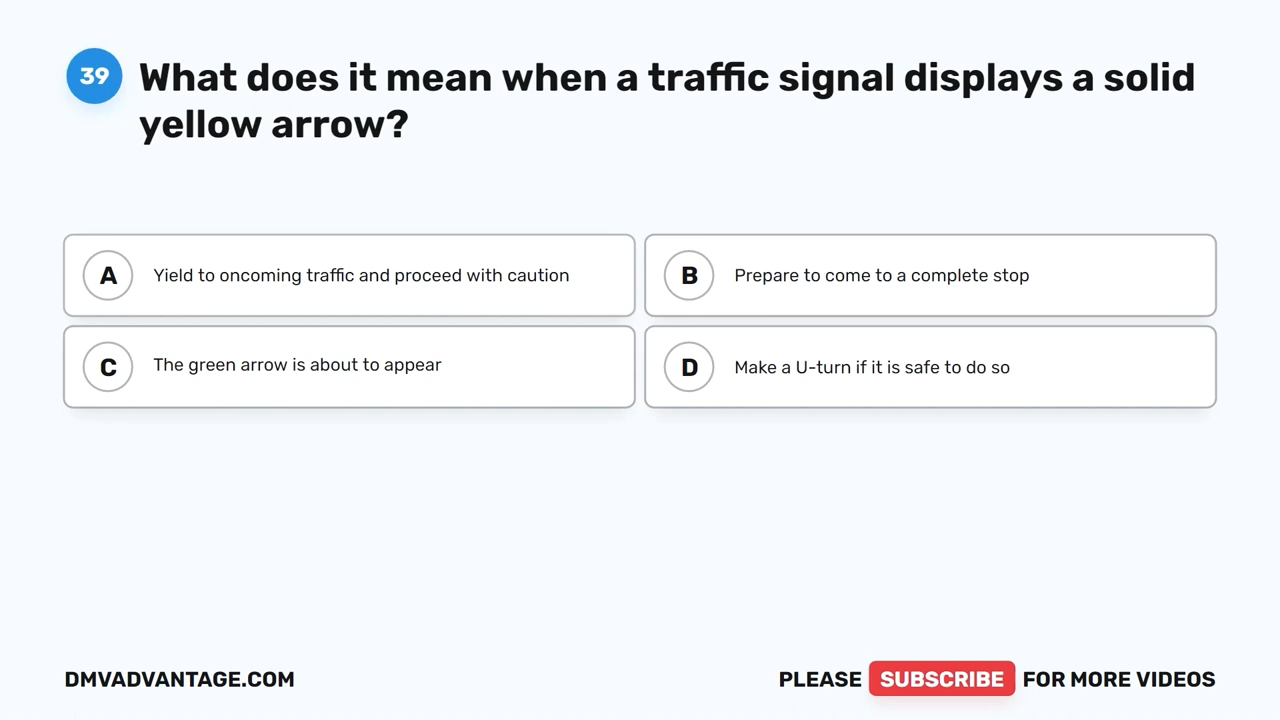 39
What does it mean when a traffic signal displays a solid
yellow arrow?
A Yield to oncoming traffic and proceed with caution
B Prepare to come to a complete stop
C The green arrow is about to appear
D Make a U-turn if it is safe to do so
DMVADVANTAGE.COM
PLEASE SUBSCRIBE FOR MORE VIDEOS